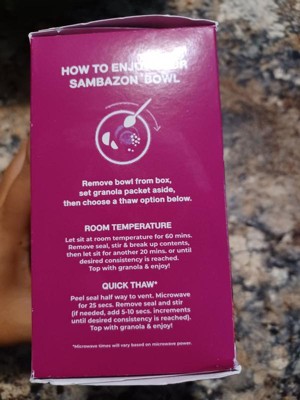 HOW TO ENJOY YOUR
SAMBAZON® BOWL
Remove bowl from box,
set granola packet aside,
then choose a thaw option below.
ROOM TEMPERATURE
Let sit at room temperature for 60 mins.
Remove seal, stir & break up contents,
then let sit for another 20 mins. or until
desired consistency is reached.
Top with granola & enjoy!
QUICK THAW*
Peel seal half way to vent. Microwave
for 25 secs. Remove seal and stir
(if needed, add 5-10 secs. increments
until desired consistency is reached).
Top with granola & enjoy!
*Microwave times will vary based on microwave power.